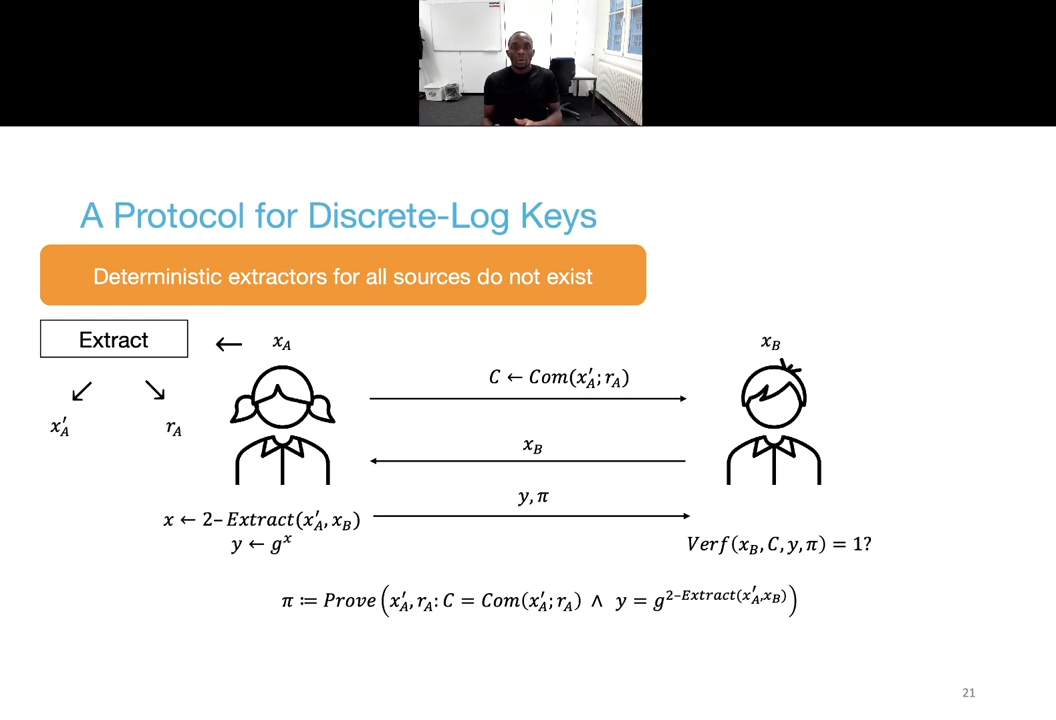 A Protocol for Discrete-Log Keys
Deterministic extractors for all sources do not exist
Extract ← x_A x_B
C ← Com(x'_A; r_A)
x'_A r_A
x_B
y, π
x ← 2–Extract(x'_A, x_B)
y ← g^x
Verf(x_B, C, y, π) = 1?
π ≔ Prove(x'_A, r_A: C = Com(x'_A; r_A) ∧ y = g^{2–Extract(x'_A,x_B)})
21